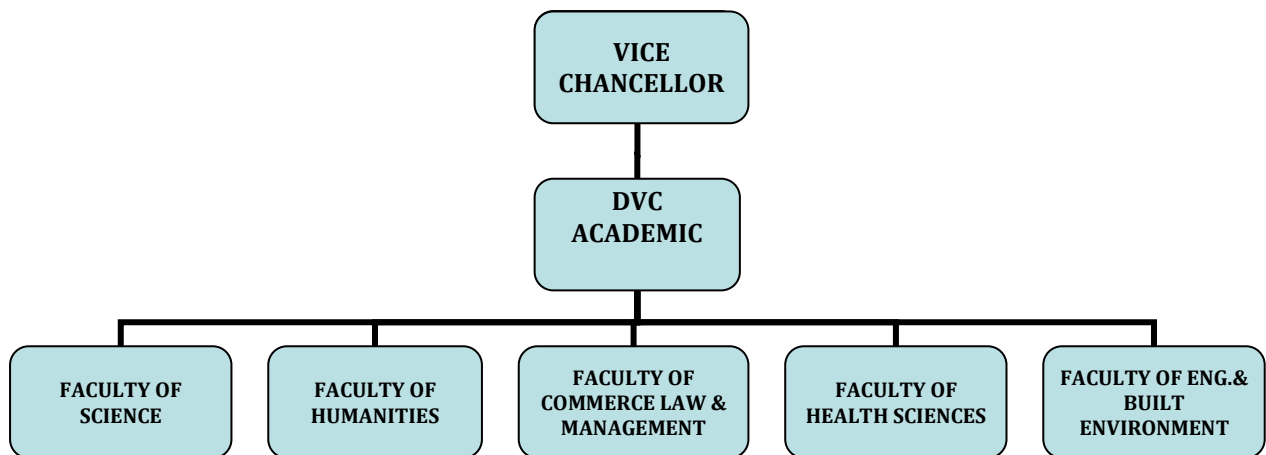 VICE
CHANCELLOR
DVC
ACADEMIC
FACULTY OF
SCIENCE
FACULTY OF
HUMANITIES
FACULTY OF
COMMERCE LAW &
MANAGEMENT
FACULTY OF
HEALTH SCIENCES
FACULTY OF ENG.&
BUILT
ENVIRONMENT